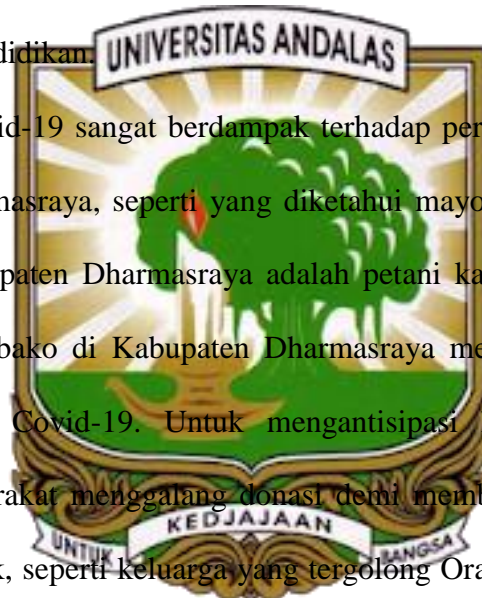 didikan.
UNIVERSITAS ANDALAS
id-19 sangat berdampak terhadap per
masraya, seperti yang diketahui mayo
upaten Dharmasraya adalah petani ka
bako di Kabupaten Dharmasraya me
Covid-19. Untuk mengantisipasi
rakat menggalang donasi demi memb
KEDJAJAAN
UNTUK BANGSA
k, seperti keluarga yang tergolong Ora